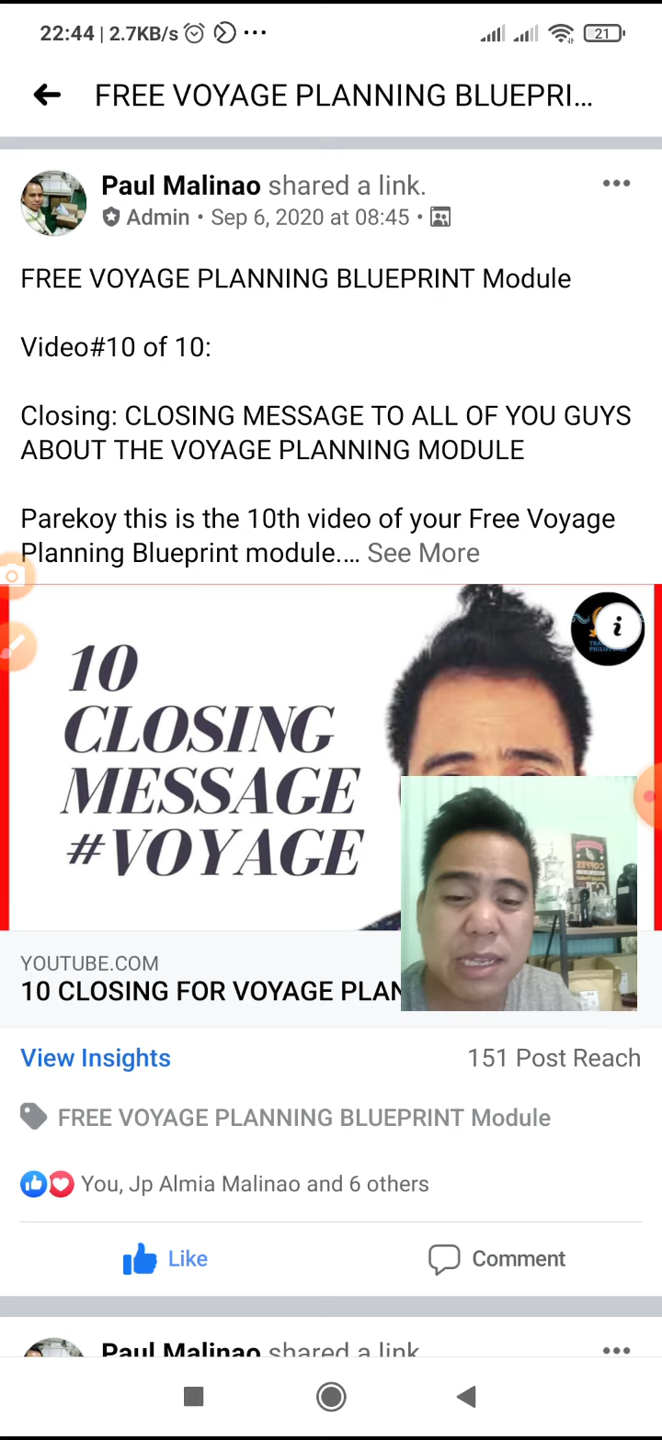 22:44 | 2.7KB/s
21
FREE VOYAGE PLANNING BLUEPRI...
Paul Malinao shared a link.
Admin • Sep 6, 2020 at 08:45 •
FREE VOYAGE PLANNING BLUEPRINT Module
Video#10 of 10:
Closing: CLOSING MESSAGE TO ALL OF YOU GUYS
ABOUT THE VOYAGE PLANNING MODULE
Parekoy this is the 10th video of your Free Voyage
Planning Blueprint module.... See More
10
CLOSING
MESSAGE
#VOYAGE
YOUTUBE.COM
10 CLOSING FOR VOYAGE PLAN
View Insights
151 Post Reach
FREE VOYAGE PLANNING BLUEPRINT Module
You, Jp Almia Malinao and 6 others
Like
Comment
Paul Malinao shared a link